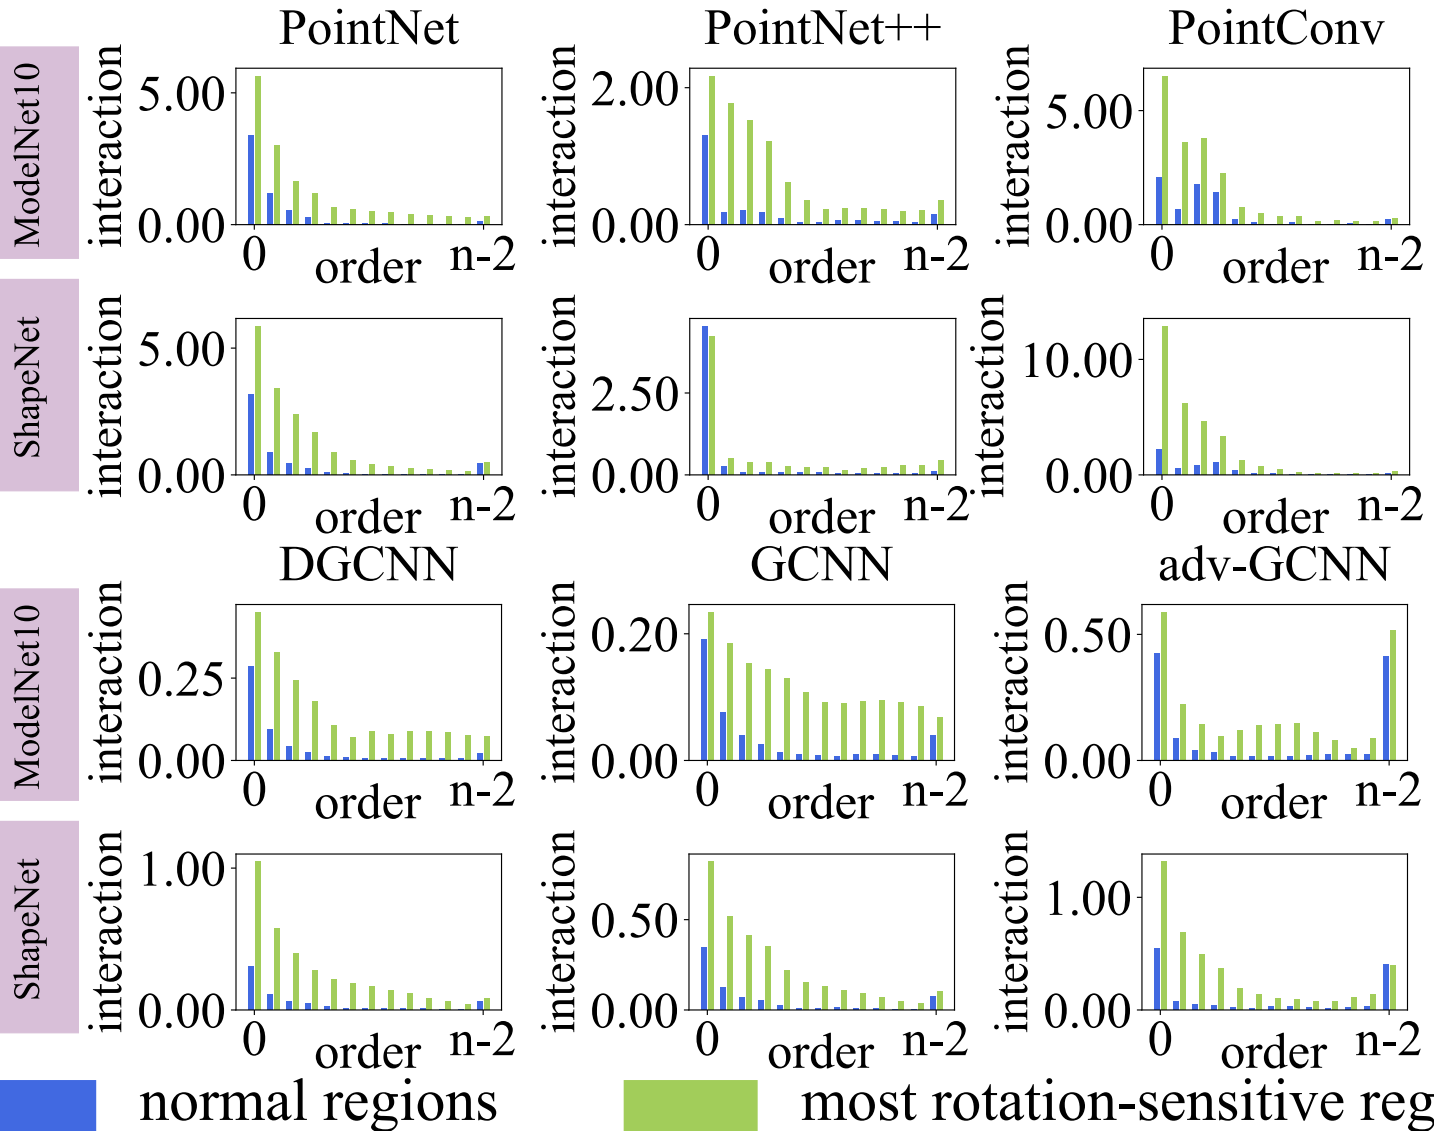 PointNet PointNet++ PointConv
ModelNet10
interaction 5.00 0.00 0 order n-2
interaction 2.00 0.00 0 order n-2
interaction 5.00 0.00 0 order n-2
ShapeNet
interaction 5.00 0.00 0 order n-2
interaction 2.50 0.00 0 order n-2
interaction 10.00 0.00 0 order n-2
DGCNN GCNN adv-GCNN
ModelNet10
interaction 0.25 0.00 0 order n-2
interaction 0.20 0.00 0 order n-2
interaction 0.50 0.00 0 order n-2
ShapeNet
interaction 1.00 0.00 0 order n-2
interaction 0.50 0.00 0 order n-2
interaction 1.00 0.00 0 order n-2
normal regions most rotation-sensitive reg